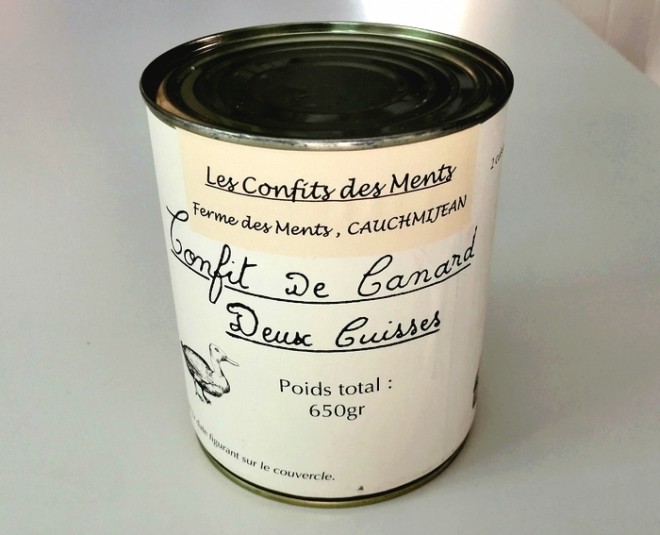 Les Confits des Ments
Ferme des Ments, CAUCHMIJEAN
Confit De Canard
Deux Cuisses
Poids total :
650gr
date figurant sur le couvercle.